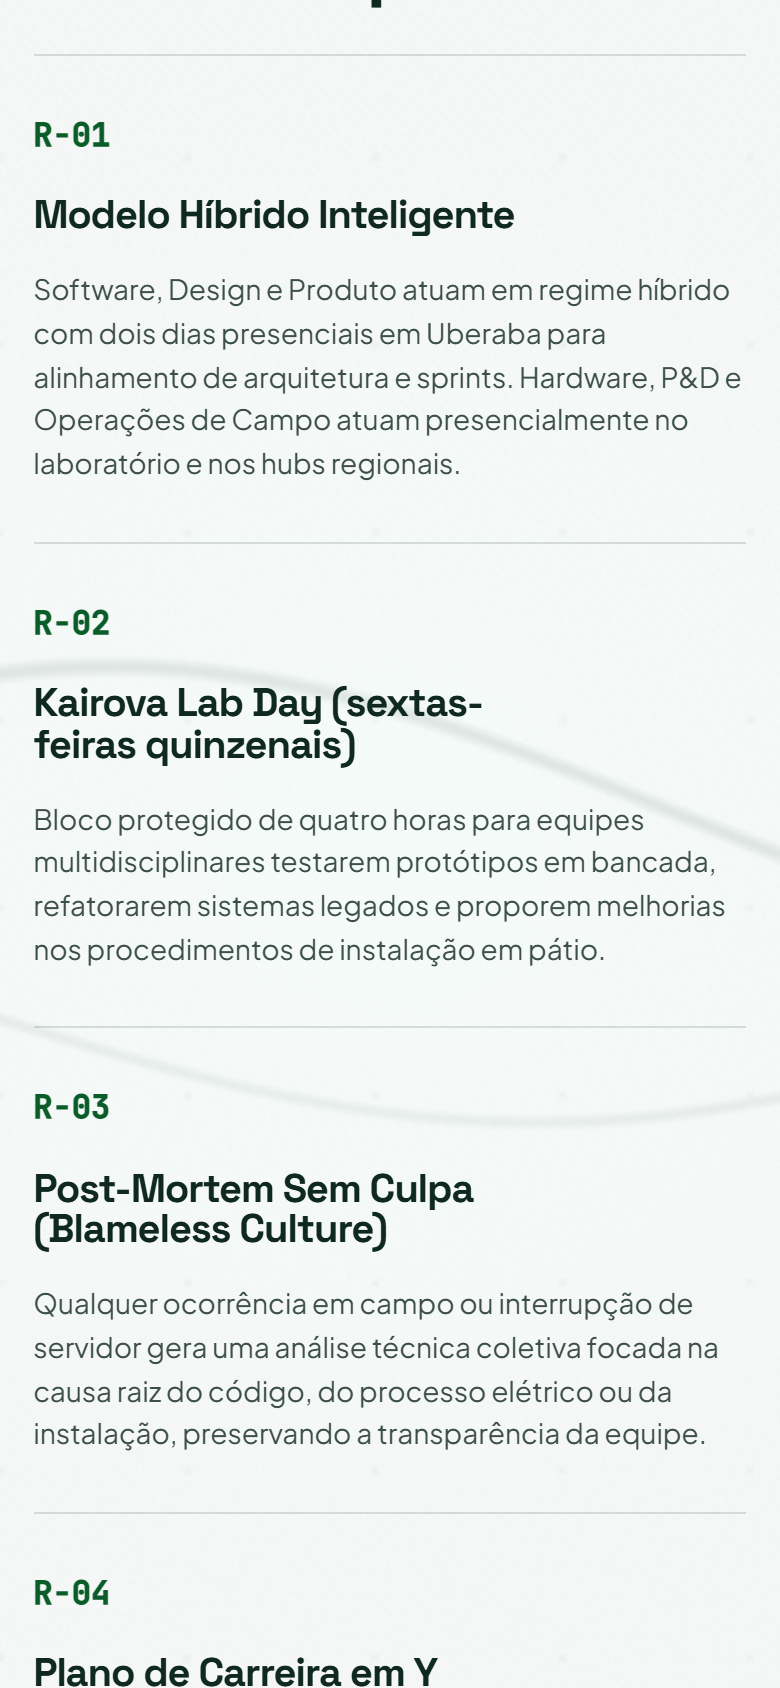 R-01
Modelo Híbrido Inteligente
Software, Design e Produto atuam em regime híbrido
com dois dias presenciais em Uberaba para
alinhamento de arquitetura e sprints. Hardware, P&D e
Operações de Campo atuam presencialmente no
laboratório e nos hubs regionais.
R-02
Kairova Lab Day (sextas-
feiras quinzenais)
Bloco protegido de quatro horas para equipes
multidisciplinares testarem protótipos em bancada,
refatorarem sistemas legados e proporem melhorias
nos procedimentos de instalação em pátio.
R-03
Post-Mortem Sem Culpa
(Blameless Culture)
Qualquer ocorrência em campo ou interrupção de
servidor gera uma análise técnica coletiva focada na
causa raiz do código, do processo elétrico ou da
instalação, preservando a transparência da equipe.
R-04
Plano de Carreira em Y